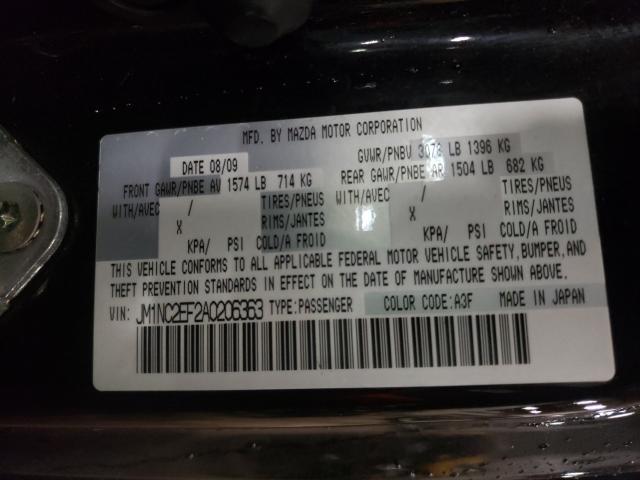 MFD. BY MAZDA MOTOR CORPORATION
DATE 08/09 GVWR/PNBV 3078 LB 1396 KG
FRONT GAWR/PNBE AV 1574 LB 714 KG REAR GAWR/PNBE AR 1504 LB 682 KG
WITH/AVEC / TIRES/PNEUS WITH/AVEC / TIRES/PNEUS
X RIMS/JANTES X RIMS/JANTES
KPA/ PSI COLD/A FROID KPA/ PSI COLD/A FROID
THIS VEHICLE CONFORMS TO ALL APPLICABLE FEDERAL MOTOR VEHICLE SAFETY, BUMPER, AND
THEFT PREVENTION STANDARDS IN EFFECT ON THE DATE OF MANUFACTURE SHOWN ABOVE.
VIN: JM1NC2EF2A0206363 TYPE:PASSENGER COLOR CODE:A3F MADE IN JAPAN